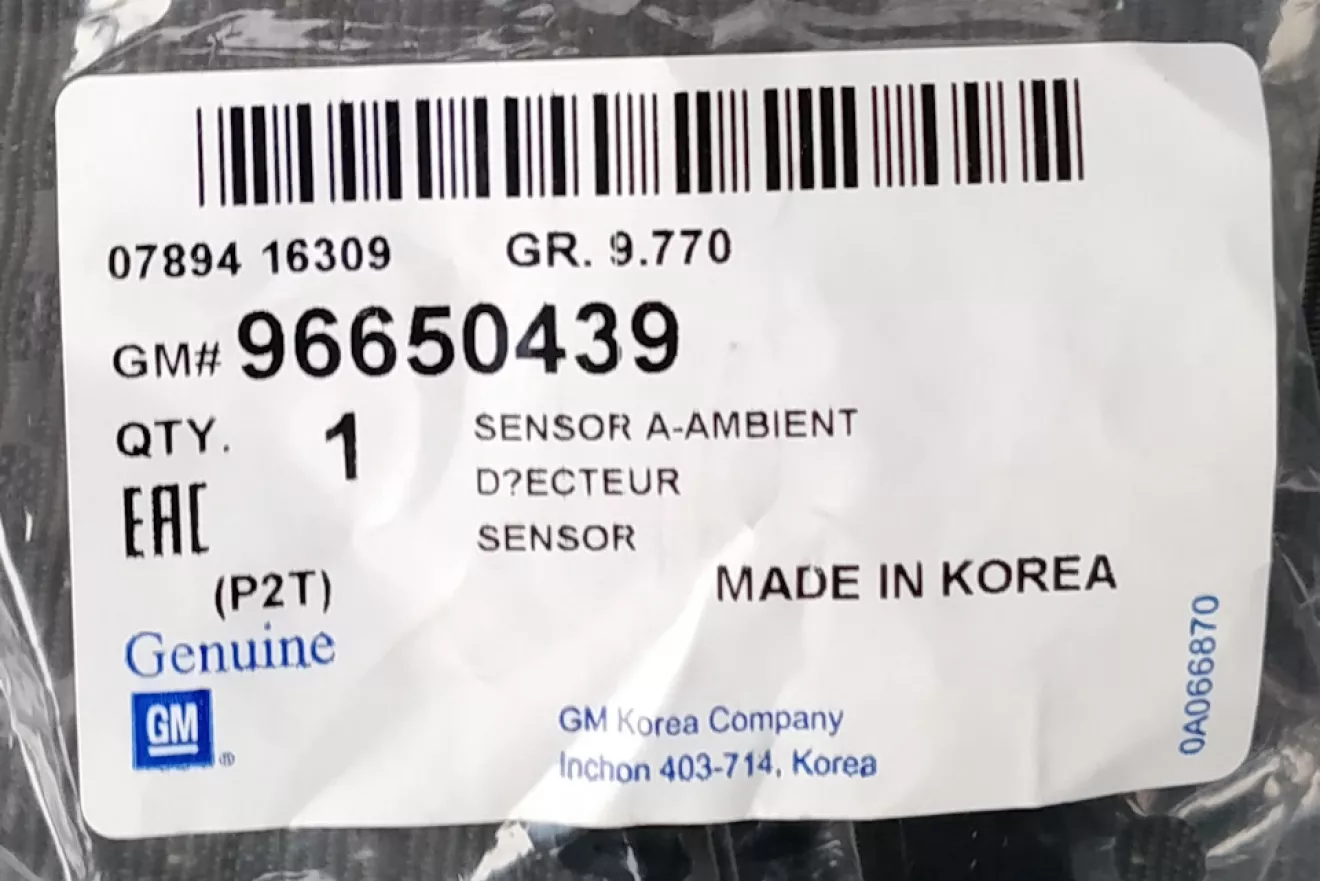 07894 16309 GR. 9.770
GM# 96650439
QTY. 1 SENSOR A-AMBIENT
D?ECTEUR
EAC SENSOR
(P2T) MADE IN KOREA
Genuine
GM ®
GM Korea Company
Inchon 403-714, Korea
0A066870